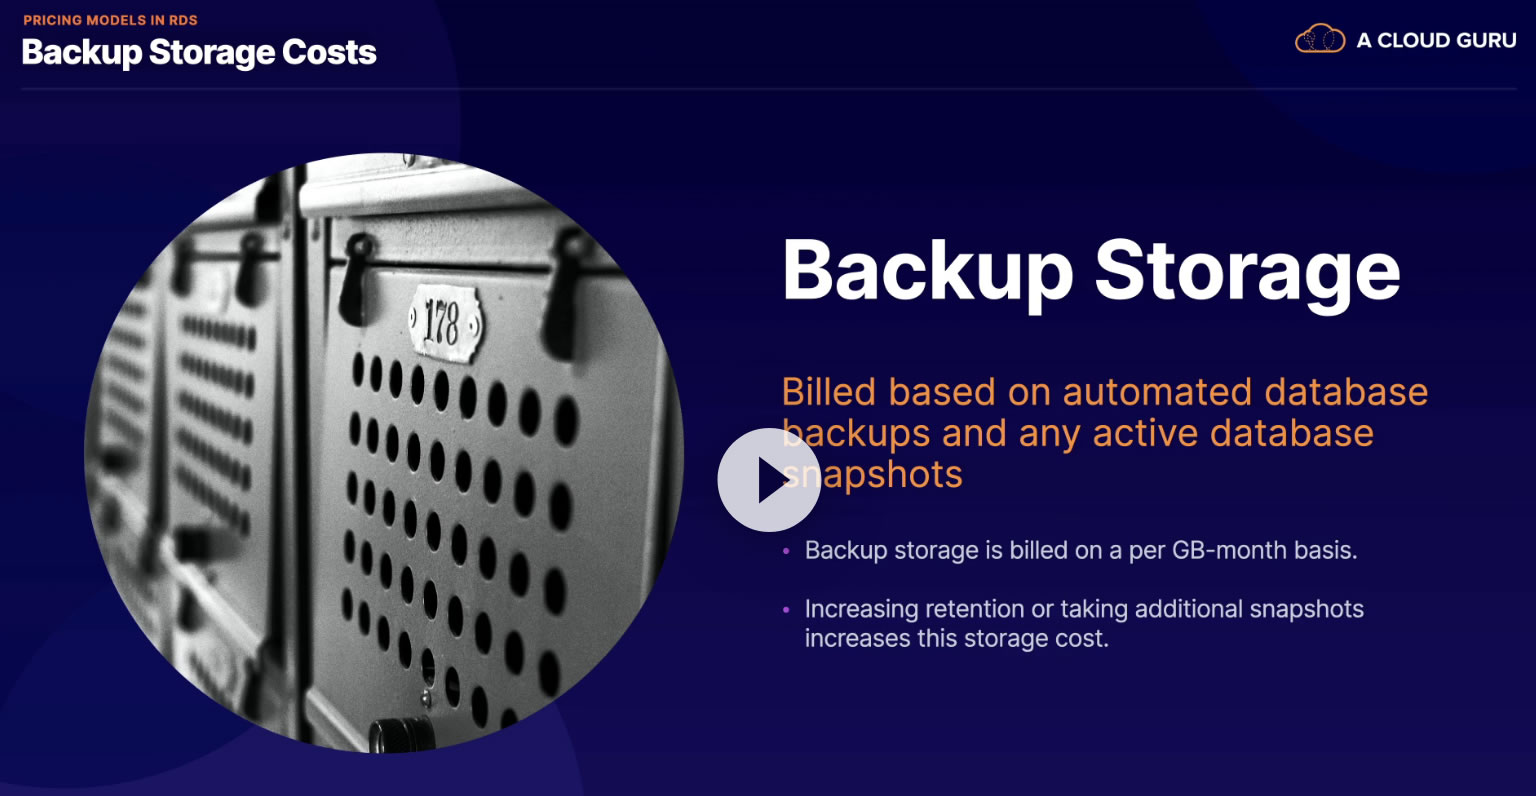 PRICING MODELS IN RDS
Backup Storage Costs
A CLOUD GURU
178
Backup Storage
Billed based on automated database
backups and any active database
snapshots
• Backup storage is billed on a per GB-month basis.
• Increasing retention or taking additional snapshots
increases this storage cost.